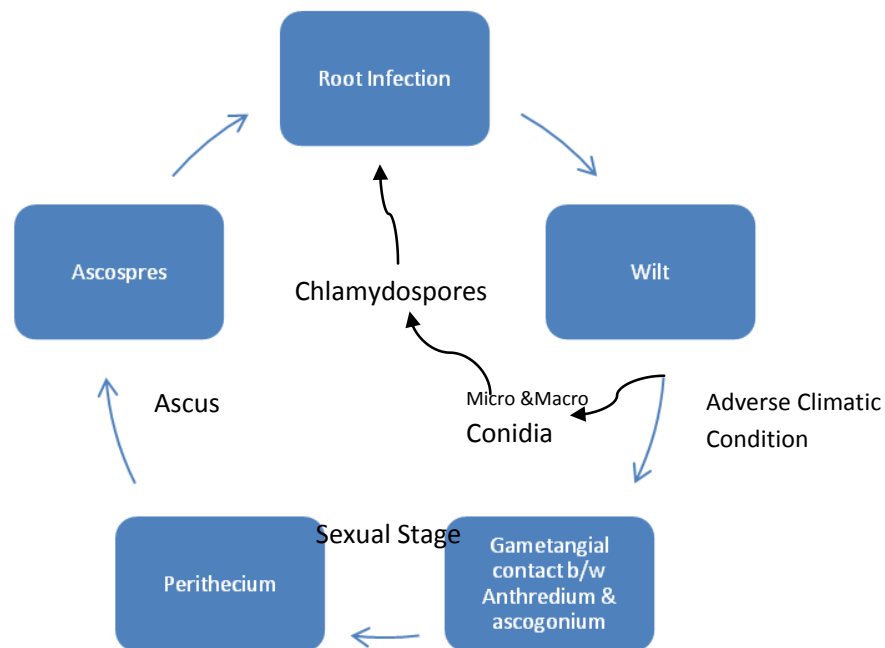 Root Infection
Ascospres
Wilt
Chlamydospores
Micro &Macro
Conidia
Ascus
Adverse Climatic
Condition
Sexual Stage
Perithecium
Gametangial
contact b/w
Anthredium &
ascogonium